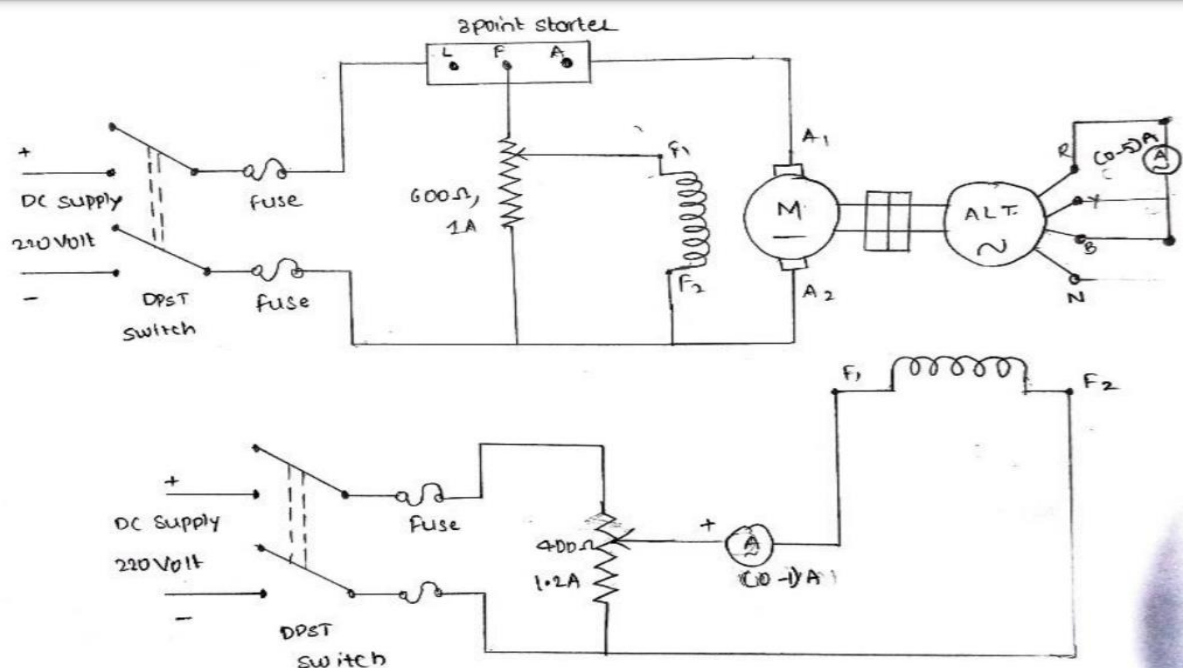 3point starter
L F A
A1
+
DC Supply
220 Volt
-
fuse
fuse
DPST
switch
600Ω,
1A
F1
F2
M
A2
ALT.
~
R
Y
B
N
(0-5)A
A
F1
F2
+
DC Supply
220 Volt
-
fuse
DPST
switch
400Ω
1.2A
+
A
(0-1)A